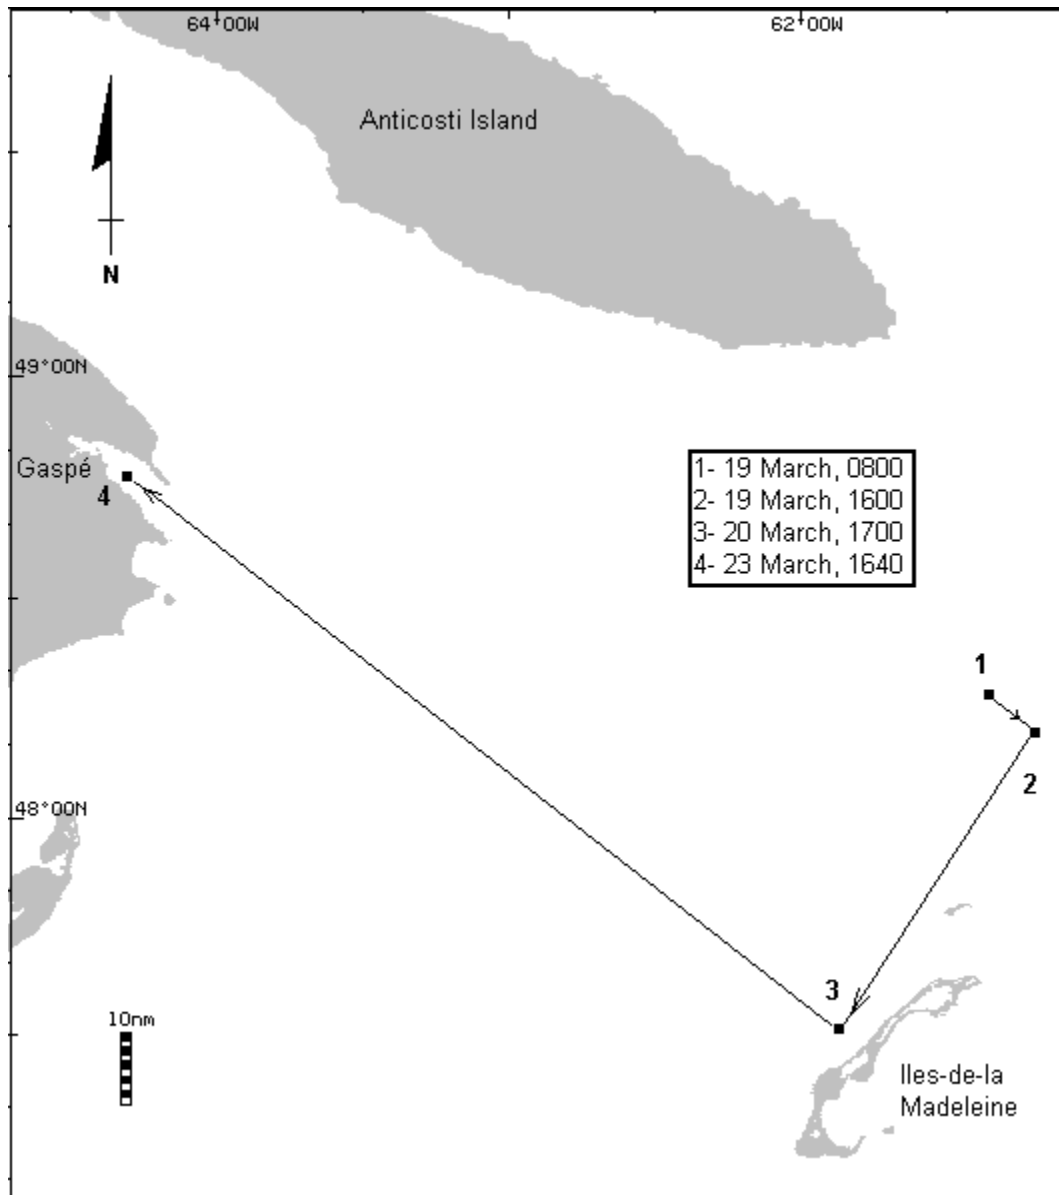 64°00W
62°00W
Anticosti Island
N
49°00N
Gaspé
4
1- 19 March, 0800
2- 19 March, 1600
3- 20 March, 1700
4- 23 March, 1640
1
2
48°00N
3
10nm
Iles-de-la
Madeleine